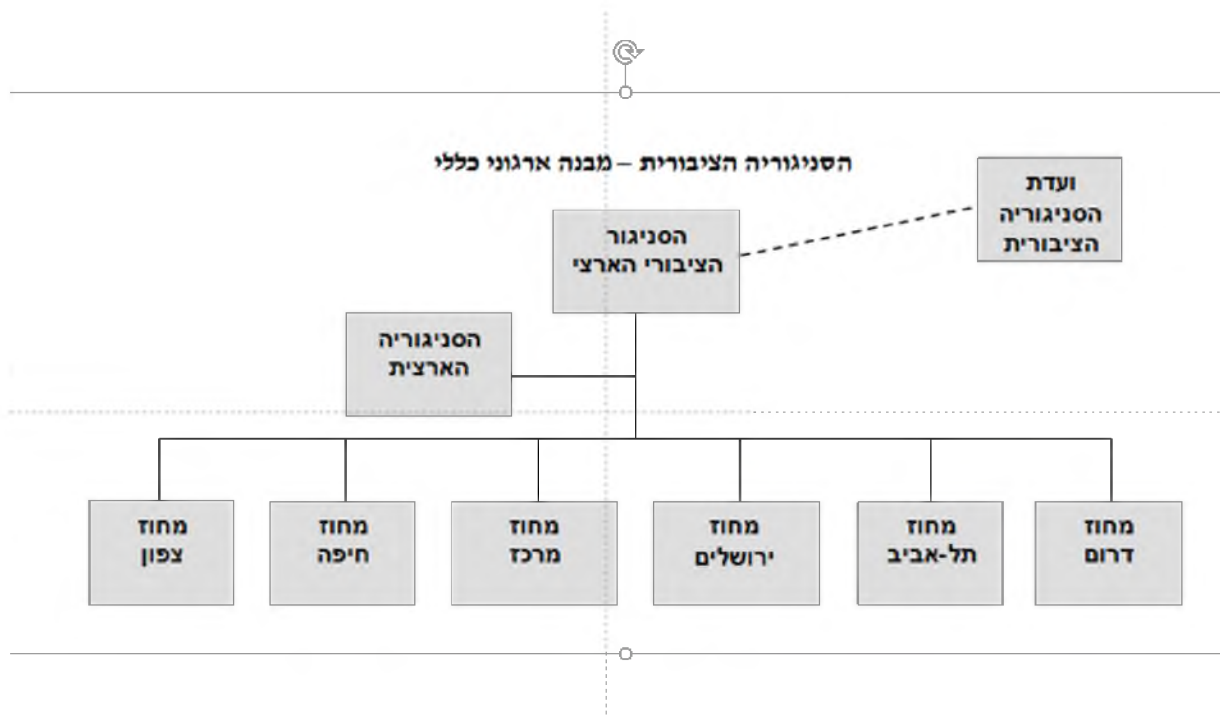 הסניגוריה הציבורית – מבנה ארגוני כללי
ועדת
הסניגוריה
הציבורית
הסניגור
הציבורי הארצי
הסניגוריה
הארצית
מחוז
דרום
מחוז
תל-אביב
מחוז
ירושלים
מחוז
מרכז
מחוז
חיפה
מחוז
צפון